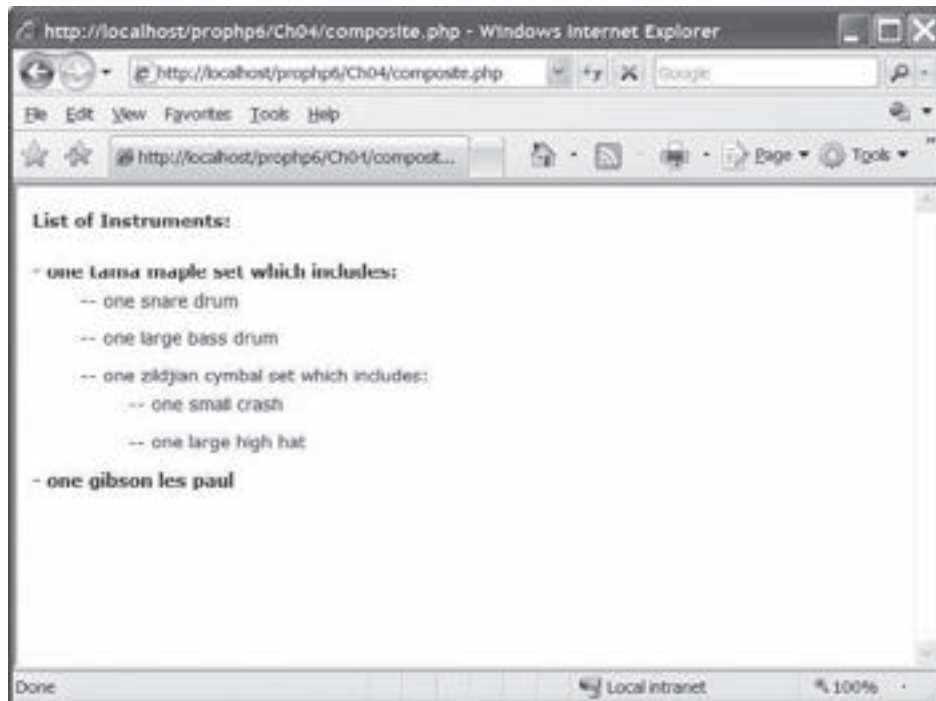 http://localhost/prophp6/Ch04/composite.php - Windows Internet Explorer
http://localhost/prophp6/Ch04/composite.php Google
File Edit View Favorites Tools Help
http://localhost/prophp6/Ch04/composit... Page Tools
List of Instruments:
- one tama maple set which includes:
-- one snare drum
-- one large bass drum
-- one zildjian cymbal set which includes:
-- one small crash
-- one large high hat
- one gibson les paul
Done Local intranet 100%